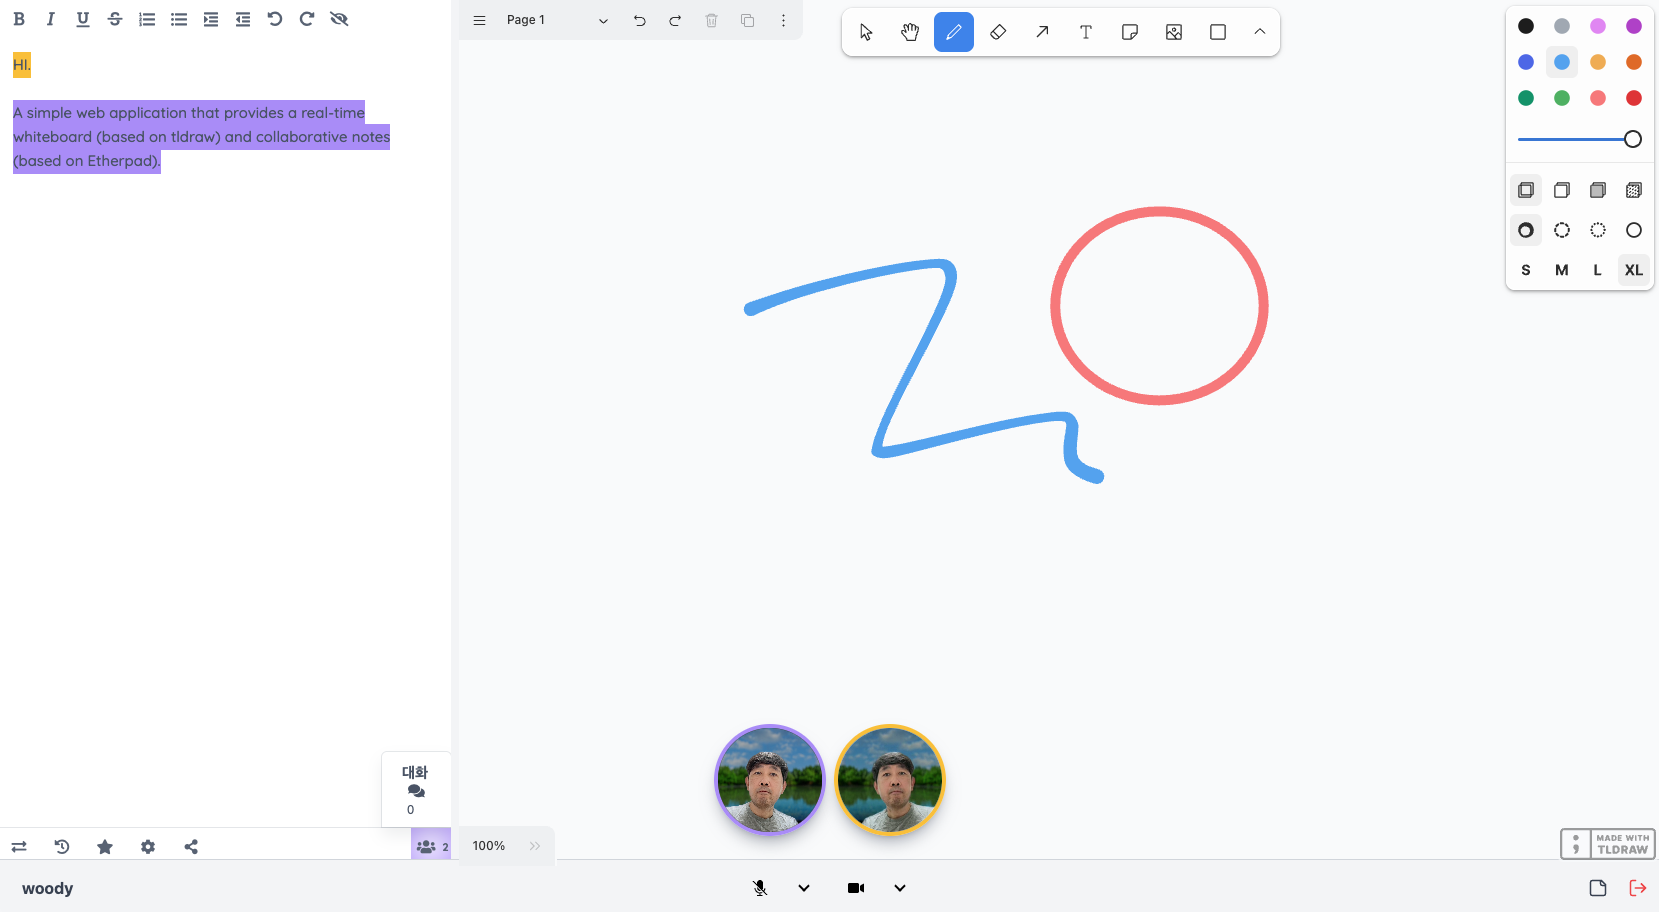 Page 1
HI.
A simple web application that provides a real-time
whiteboard (based on tldraw) and collaborative notes
(based on Etherpad).
S M L XL
대화
0
2
100%
MADE WITH
TLDRAW
woody